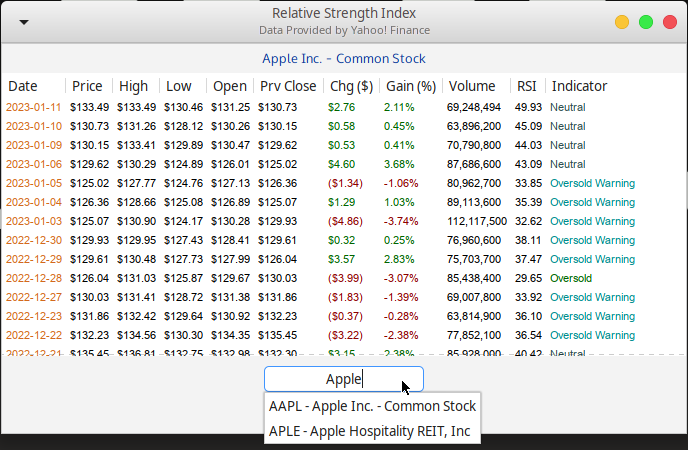 Relative Strength Index
Data Provided by Yahoo! Finance
Apple Inc. - Common Stock
Date Price High Low Open Prv Close Chg ($) Gain (%) Volume RSI Indicator
2023-01-11 $133.49 $133.49 $130.46 $131.25 $130.73 $2.76 2.11% 69,248,494 49.93 Neutral
2023-01-10 $130.73 $131.26 $128.12 $130.26 $130.15 $0.58 0.45% 63,896,200 45.09 Neutral
2023-01-09 $130.15 $133.41 $129.89 $130.47 $129.62 $0.53 0.41% 70,790,800 44.03 Neutral
2023-01-06 $129.62 $130.29 $124.89 $126.01 $125.02 $4.60 3.68% 87,686,600 43.09 Neutral
2023-01-05 $125.02 $127.77 $124.76 $127.13 $126.36 ($1.34) -1.06% 80,962,700 33.85 Oversold Warning
2023-01-04 $126.36 $128.66 $125.08 $126.89 $125.07 $1.29 1.03% 89,113,600 35.39 Oversold Warning
2023-01-03 $125.07 $130.90 $124.17 $130.28 $129.93 ($4.86) -3.74% 112,117,500 32.62 Oversold Warning
2022-12-30 $129.93 $129.95 $127.43 $128.41 $129.61 $0.32 0.25% 76,960,600 38.11 Oversold Warning
2022-12-29 $129.61 $130.48 $127.73 $127.99 $126.04 $3.57 2.83% 75,703,700 37.47 Oversold Warning
2022-12-28 $126.04 $131.03 $125.87 $129.67 $130.03 ($3.99) -3.07% 85,438,400 29.65 Oversold
2022-12-27 $130.03 $131.41 $128.72 $131.38 $131.86 ($1.83) -1.39% 69,007,800 33.92 Oversold Warning
2022-12-23 $131.86 $132.42 $129.64 $130.92 $132.23 ($0.37) -0.28% 63,814,900 36.10 Oversold Warning
2022-12-22 $132.23 $134.56 $130.30 $134.35 $135.45 ($3.22) -2.38% 77,852,100 36.54 Oversold Warning
2022-12-21 $135.45 $136.81 $132.75 $132.98 $132.30 $3.15 2.38% 85,928,000 40.42 Neutral
Apple
AAPL - Apple Inc. - Common Stock
APLE - Apple Hospitality REIT, Inc